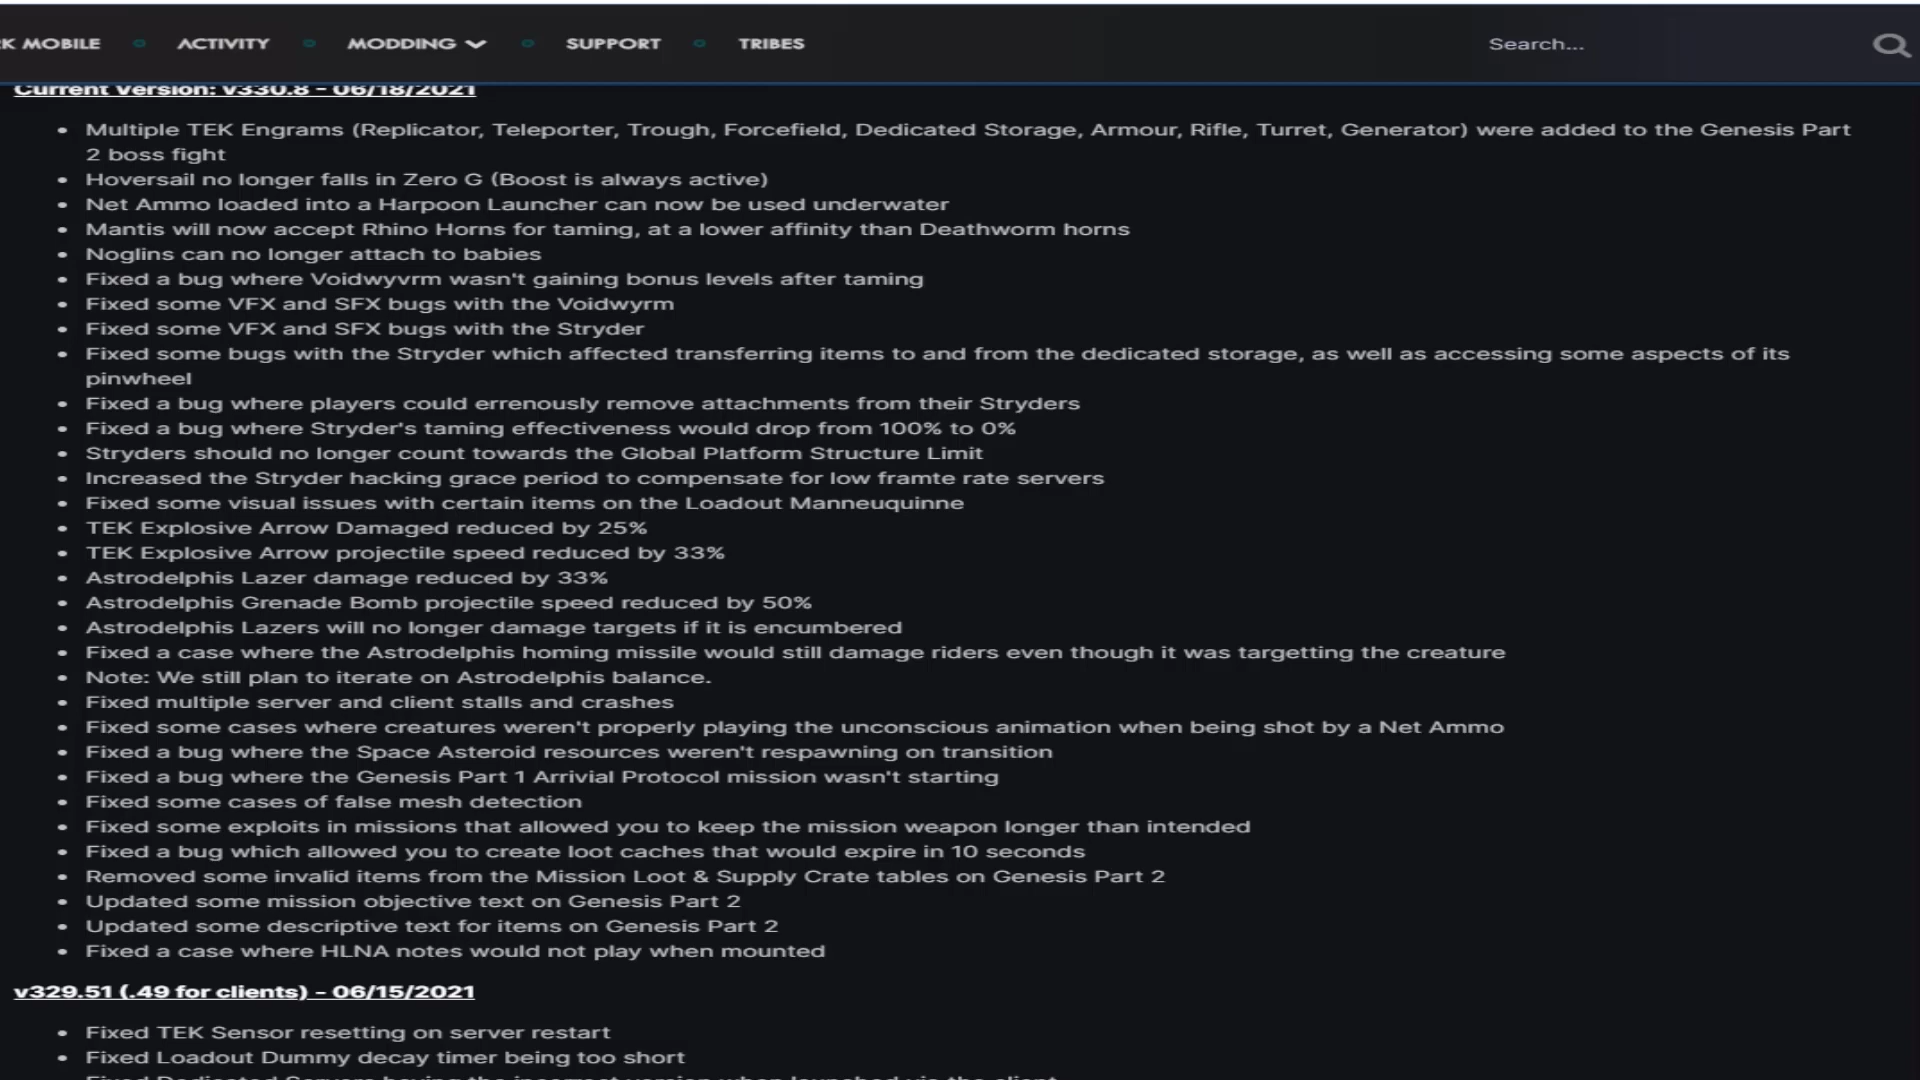 K MOBILE ACTIVITY MODDING SUPPORT TRIBES Search...
Current Version: v330.8 - 06/18/2021
• Multiple TEK Engrams (Replicator, Teleporter, Trough, Forcefield, Dedicated Storage, Armour, Rifle, Turret, Generator) were added to the Genesis Part
2 boss fight
• Hoversail no longer falls in Zero G (Boost is always active)
• Net Ammo loaded into a Harpoon Launcher can now be used underwater
• Mantis will now accept Rhino Horns for taming, at a lower affinity than Deathworm horns
• Noglins can no longer attach to babies
• Fixed a bug where Voidwyvrm wasn't gaining bonus levels after taming
• Fixed some VFX and SFX bugs with the Voidwyrm
• Fixed some VFX and SFX bugs with the Stryder
• Fixed some bugs with the Stryder which affected transferring items to and from the dedicated storage, as well as accessing some aspects of its
pinwheel
• Fixed a bug where players could errenously remove attachments from their Stryders
• Fixed a bug where Stryder's taming effectiveness would drop from 100% to 0%
• Stryders should no longer count towards the Global Platform Structure Limit
• Increased the Stryder hacking grace period to compensate for low framte rate servers
• Fixed some visual issues with certain items on the Loadout Manneuquinne
• TEK Explosive Arrow Damaged reduced by 25%
• TEK Explosive Arrow projectile speed reduced by 33%
• Astrodelphis Lazer damage reduced by 33%
• Astrodelphis Grenade Bomb projectile speed reduced by 50%
• Astrodelphis Lazers will no longer damage targets if it is encumbered
• Fixed a case where the Astrodelphis homing missile would still damage riders even though it was targetting the creature
• Note: We still plan to iterate on Astrodelphis balance.
• Fixed multiple server and client stalls and crashes
• Fixed some cases where creatures weren't properly playing the unconscious animation when being shot by a Net Ammo
• Fixed a bug where the Space Asteroid resources weren't respawning on transition
• Fixed a bug where the Genesis Part 1 Arrivial Protocol mission wasn't starting
• Fixed some cases of false mesh detection
• Fixed some exploits in missions that allowed you to keep the mission weapon longer than intended
• Fixed a bug which allowed you to create loot caches that would expire in 10 seconds
• Removed some invalid items from the Mission Loot & Supply Crate tables on Genesis Part 2
• Updated some mission objective text on Genesis Part 2
• Updated some descriptive text for items on Genesis Part 2
• Fixed a case where HLNA notes would not play when mounted
v329.51 (.49 for clients) - 06/15/2021
• Fixed TEK Sensor resetting on server restart
• Fixed Loadout Dummy decay timer being too short